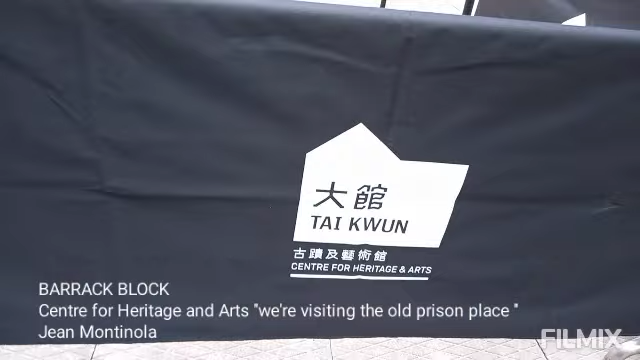 大館
TAI KWUN
古蹟及藝術館
CENTRE FOR HERITAGE & ARTS
BARRACK BLOCK
Centre for Heritage and Arts "we're visiting the old prison place "
Jean Montinola
FILMIX